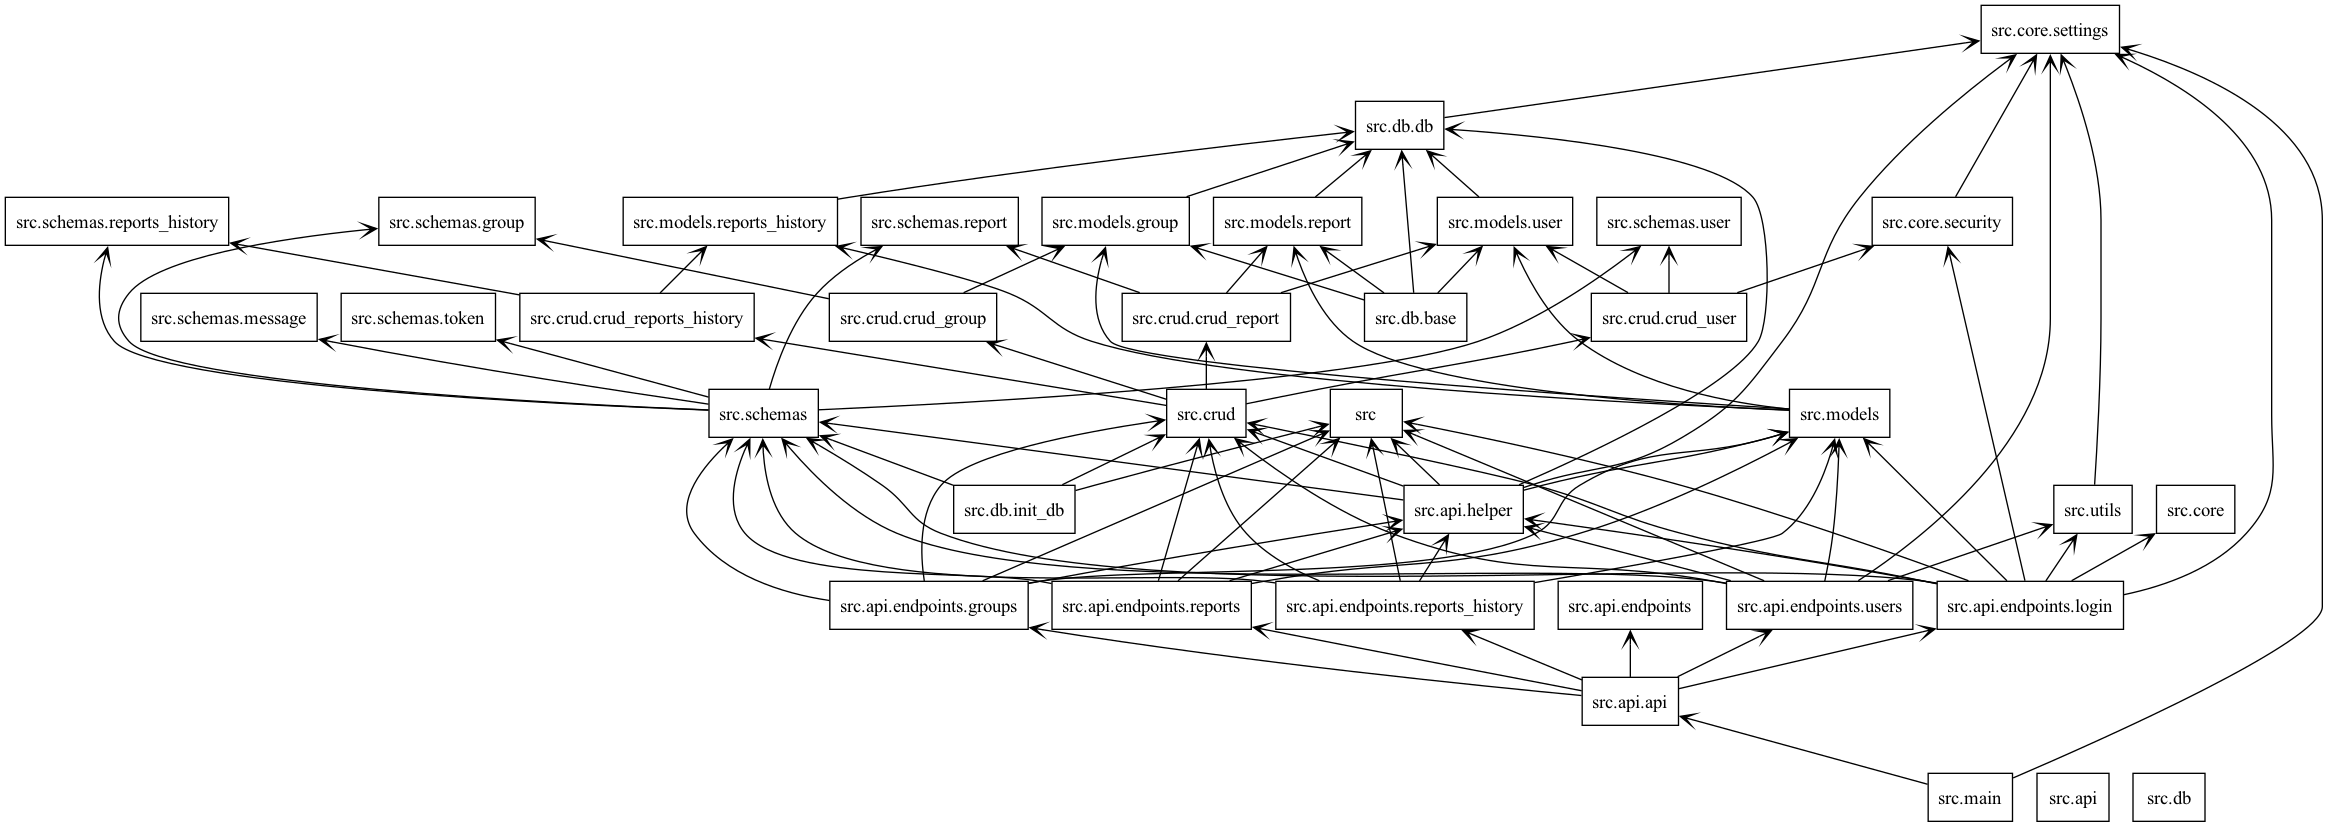 src.core.settings
src.db.db
src.schemas.reports_history
src.schemas.group
src.models.reports_history
src.schemas.report
src.models.group
src.models.report
src.models.user
src.schemas.user
src.core.security
src.schemas.message
src.schemas.token
src.crud.crud_reports_history
src.crud.crud_group
src.crud.crud_report
src.db.base
src.crud.crud_user
src.schemas
src.crud
src
src.models
src.db.init_db
src.api.helper
src.utils
src.core
src.api.endpoints.groups
src.api.endpoints.reports
src.api.endpoints.reports_history
src.api.endpoints
src.api.endpoints.users
src.api.endpoints.login
src.api.api
src.main
src.api
src.db